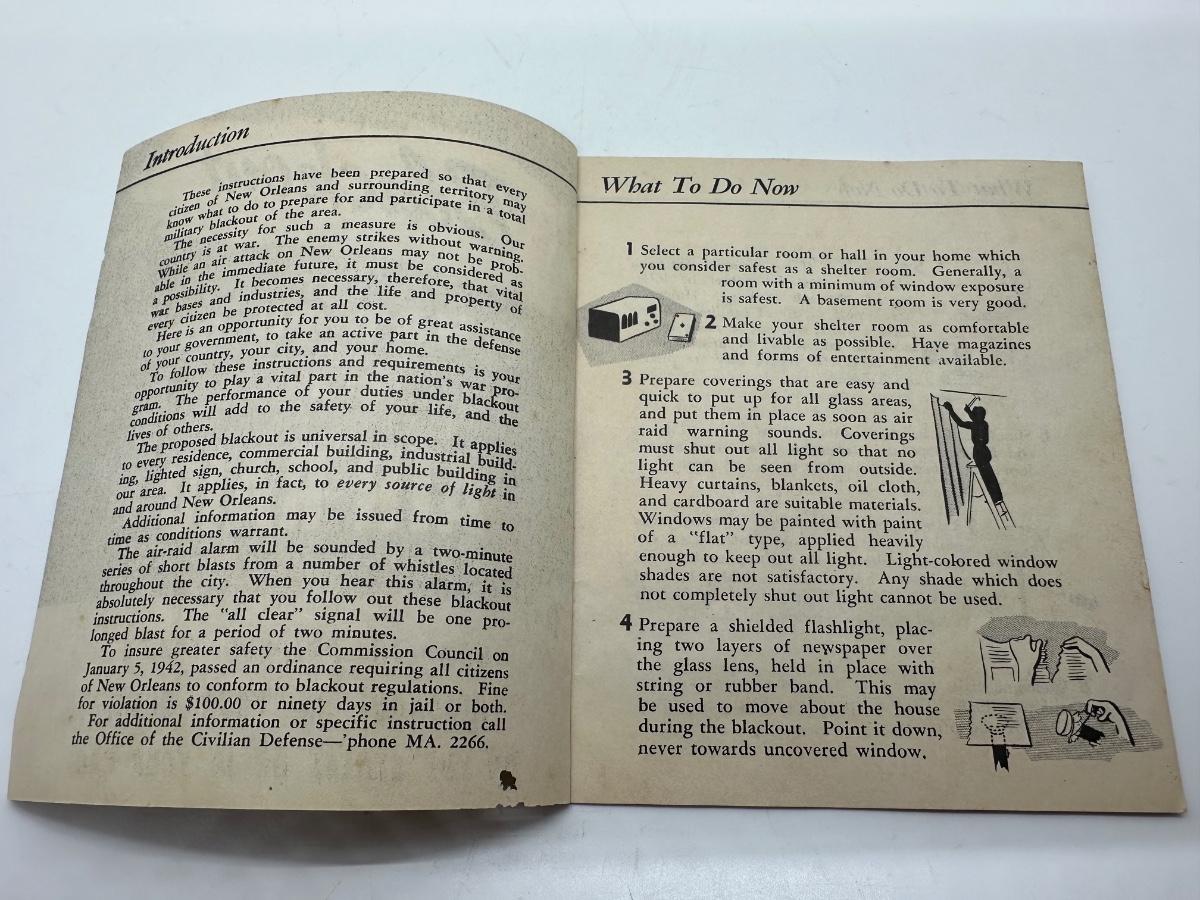 Introduction
These instructions have been prepared so that every
citizen of New Orleans and surrounding territory may
know what to do to prepare for and participate in a total
military blackout of the area.
The necessity for such a measure is obvious. Our
country is at war. The enemy strikes without warning.
While an air attack on New Orleans may not be prob-
able in the immediate future, it must be considered as
a possibility. It becomes necessary, therefore, that vital
war bases and industries, and the life and property of
every citizen be protected at all cost.
Here is an opportunity for you to be of great assistance
to your government, to take an active part in the defense
of your country, your city, and your home.
To follow these instructions and requirements is your
opportunity to play a vital part in the nation's war pro-
gram. The performance of your duties under blackout
conditions will add to the safety of your life, and the
lives of others.
The proposed blackout is universal in scope. It applies
to every residence, commercial building, industrial build-
ing, lighted sign, church, school, and public building in
our area. It applies, in fact, to every source of light in
and around New Orleans.
Additional information may be issued from time to
time as conditions warrant.
The air-raid alarm will be sounded by a two-minute
series of short blasts from a number of whistles located
throughout the city. When you hear this alarm, it is
absolutely necessary that you follow out these blackout
instructions. The "all clear" signal will be one pro-
longed blast for a period of two minutes.
To insure greater safety the Commission Council on
January 5, 1942, passed an ordinance requiring all citizens
of New Orleans to conform to blackout regulations. Fine
for violation is $100.00 or ninety days in jail or both.
For additional information or specific instruction call
the Office of the Civilian Defense—'phone MA. 2266.
What To Do Now
1 Select a particular room or hall in your home which
you consider safest as a shelter room. Generally, a
room with a minimum of window exposure
is safest. A basement room is very good.
2 Make your shelter room as comfortable
and livable as possible. Have magazines
and forms of entertainment available.
3 Prepare coverings that are easy and
quick to put up for all glass areas,
and put them in place as soon as air
raid warning sounds. Coverings
must shut out all light so that no
light can be seen from outside.
Heavy curtains, blankets, oil cloth,
and cardboard are suitable materials.
Windows may be painted with paint
of a "flat" type, applied heavily
enough to keep out all light. Light-colored window
shades are not satisfactory. Any shade which does
not completely shut out light cannot be used.
4 Prepare a shielded flashlight, plac-
ing two layers of newspaper over
the glass lens, held in place with
string or rubber band. This may
be used to move about the house
during the blackout. Point it down,
never towards uncovered window.